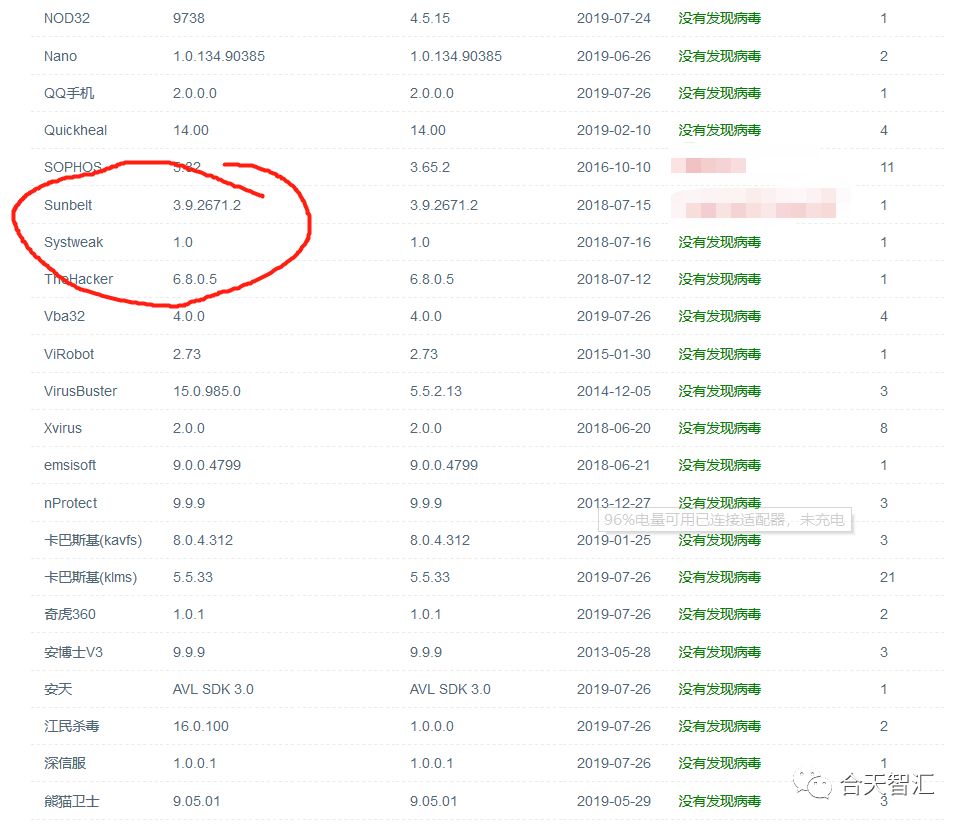 NOD32 9738 4.5.15 2019-07-24 没有发现病毒 1
Nano 1.0.134.90385 1.0.134.90385 2019-06-26 没有发现病毒 2
QQ手机 2.0.0.0 2.0.0.0 2019-07-26 没有发现病毒 1
Quickheal 14.00 14.00 2019-02-10 没有发现病毒 4
SOPHOS 5.32 3.65.2 2016-10-10 11
Sunbelt 3.9.2671.2 3.9.2671.2 2018-07-15 1
Systweak 1.0 1.0 2018-07-16 没有发现病毒 1
TheHacker 6.8.0.5 6.8.0.5 2018-07-12 没有发现病毒 1
Vba32 4.0.0 4.0.0 2019-07-26 没有发现病毒 4
ViRobot 2.73 2.73 2015-01-30 没有发现病毒 1
VirusBuster 15.0.985.0 5.5.2.13 2014-12-05 没有发现病毒 3
Xvirus 2.0.0 2.0.0 2018-06-20 没有发现病毒 8
emsisoft 9.0.0.4799 9.0.0.4799 2018-06-21 没有发现病毒 1
nProtect 9.9.9 9.9.9 2013-12-27 没有发现病毒 3
96%电量可用已连接适配器，未充电
卡巴斯基(kavfs) 8.0.4.312 8.0.4.312 2019-01-25 没有发现病毒 3
卡巴斯基(klms) 5.5.33 5.5.33 2019-07-26 没有发现病毒 21
奇虎360 1.0.1 1.0.1 2019-07-26 没有发现病毒 2
安博士V3 9.9.9 9.9.9 2013-05-28 没有发现病毒 3
安天 AVL SDK 3.0 AVL SDK 3.0 2019-07-26 没有发现病毒 1
江民杀毒 16.0.100 1.0.0.0 2019-07-26 没有发现病毒 2
深信服 1.0.0.1 1.0.0.1 2019-07-26 没有发现病毒 1
合天智汇
熊猫卫士 9.05.01 9.05.01 2019-05-29 没有发现病毒 3